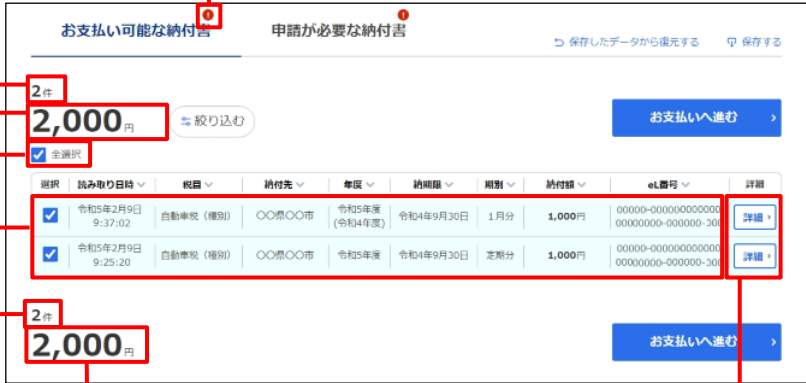 お支払い可能な納付書
申請が必要な納付書
保存したデータから復元する
保存する
2件
2,000円
絞り込む
お支払いへ進む
全選択
選択 読み取り日時 税目 納付先 年度 納期限 期別 納付額 eL番号 詳細
令和5年2月9日
9:37:02
自動車税（種別）
〇〇県〇〇市
令和5年度
(令和4年度)
令和4年9月30日
1月分
1,000円
00000-000000000000
00000000-000000-300
詳細
令和5年2月9日
9:25:20
自動車税（種別）
〇〇県〇〇市
令和5年度
令和4年9月30日
定期分
1,000円
00000-000000000000
00000000-000000-300
詳細
2件
2,000円
お支払いへ進む